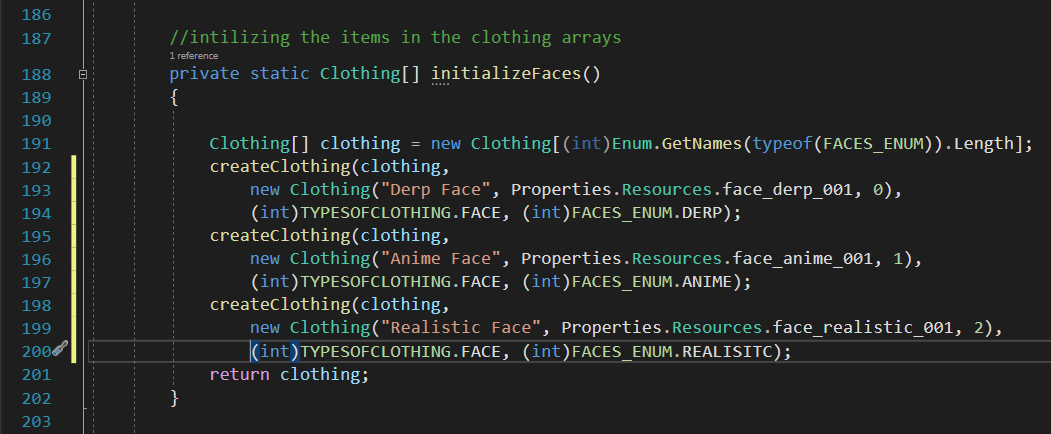 186
187 //intilizing the items in the clothing arrays
1 reference
188 private static Clothing[] initializeFaces()
189 {
190
191 Clothing[] clothing = new Clothing[(int)Enum.GetNames(typeof(FACES_ENUM)).Length];
192 createClothing(clothing,
193 new Clothing("Derp Face", Properties.Resources.face_derp_001, 0),
194 (int)TYPESOFCLOTHING.FACE, (int)FACES_ENUM.DERP);
195 createClothing(clothing,
196 new Clothing("Anime Face", Properties.Resources.face_anime_001, 1),
197 (int)TYPESOFCLOTHING.FACE, (int)FACES_ENUM.ANIME);
198 createClothing(clothing,
199 new Clothing("Realistic Face", Properties.Resources.face_realistic_001, 2),
200 (int)TYPESOFCLOTHING.FACE, (int)FACES_ENUM.REALISITC);
201 return clothing;
202 }
203